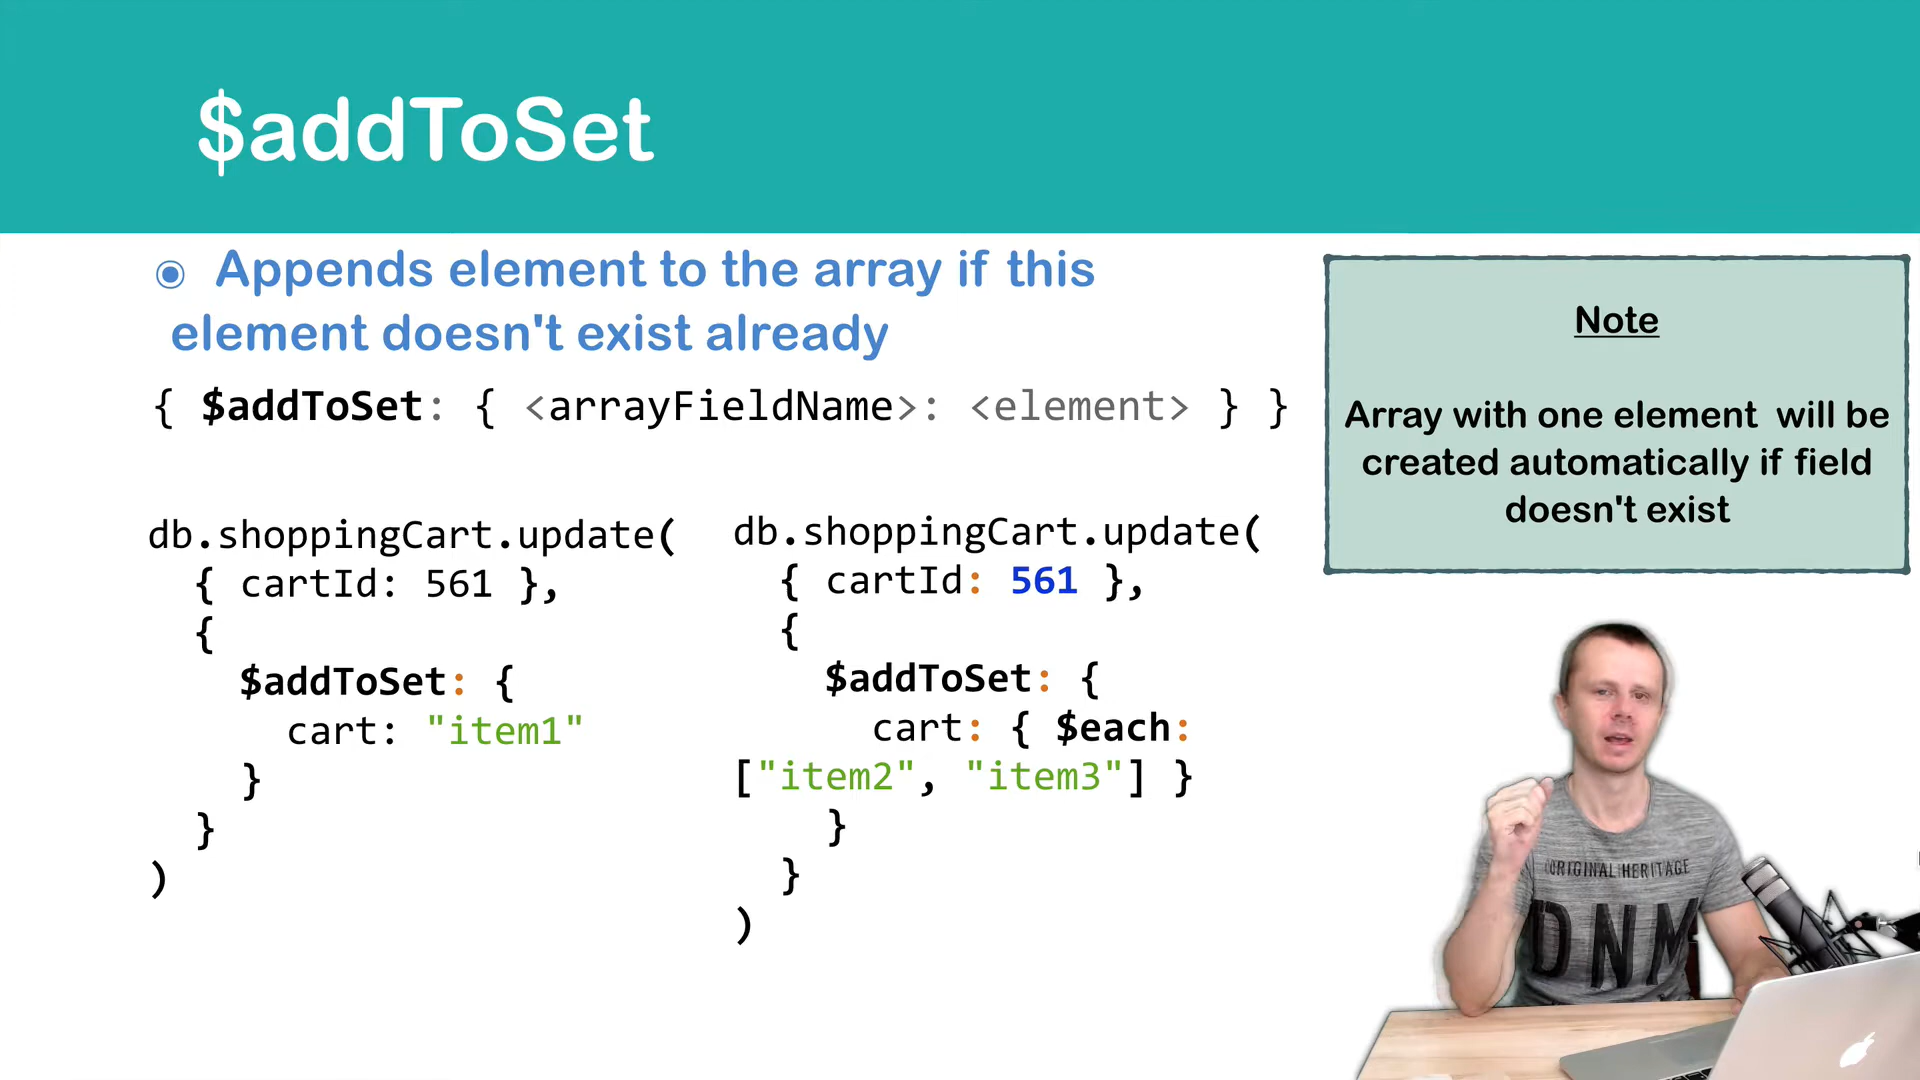 $addToSet
Appends element to the array if this
element doesn't exist already
{ $addToSet: { <arrayFieldName>: <element> } }
db.shoppingCart.update(
{ cartId: 561 },
{
$addToSet: {
cart: "item1"
}
}
)
db.shoppingCart.update(
{ cartId: 561 },
{
$addToSet: {
cart: { $each:
["item2", "item3"] }
}
}
)
Note
Array with one element will be
created automatically if field
doesn't exist
ORIGINAL HERITAGE
DNM